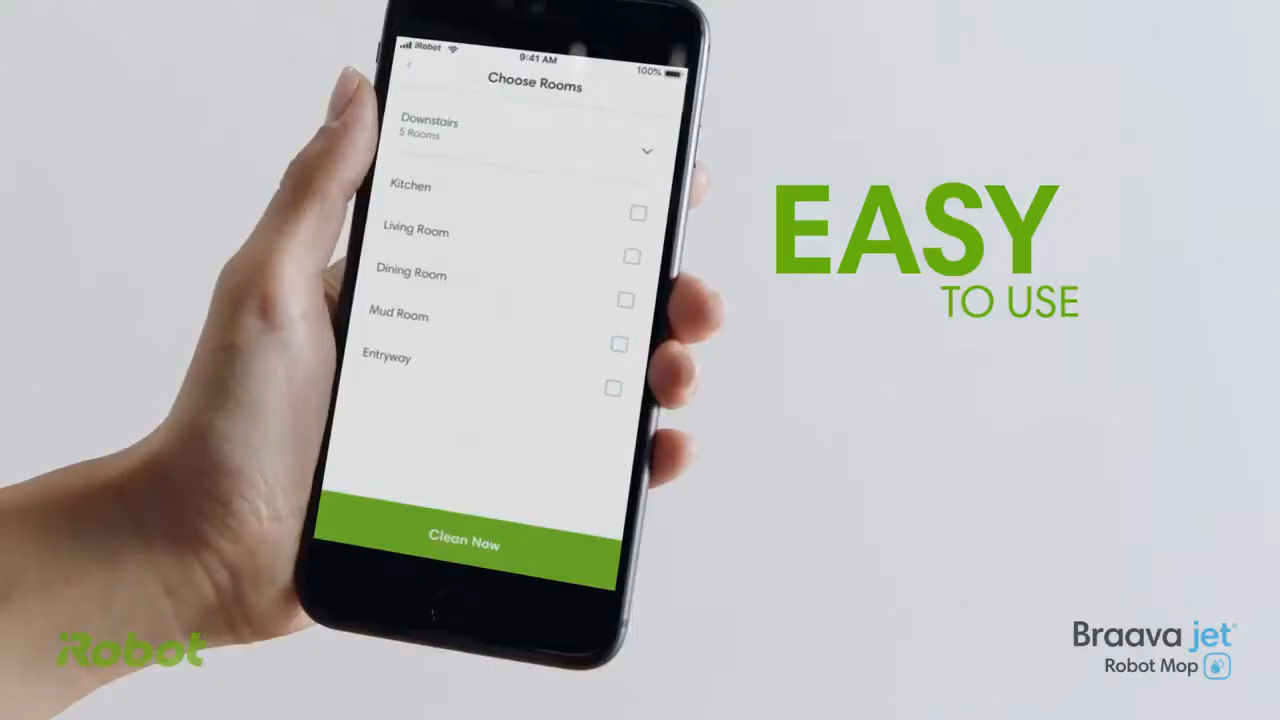 iRobot
9:41 AM
100%
Choose Rooms
Downstairs
5 Rooms
Kitchen
Living Room
Dining Room
Mud Room
Entryway
Clean Now
EASY
TO USE
iRobot
Braava jet®
Robot Mop